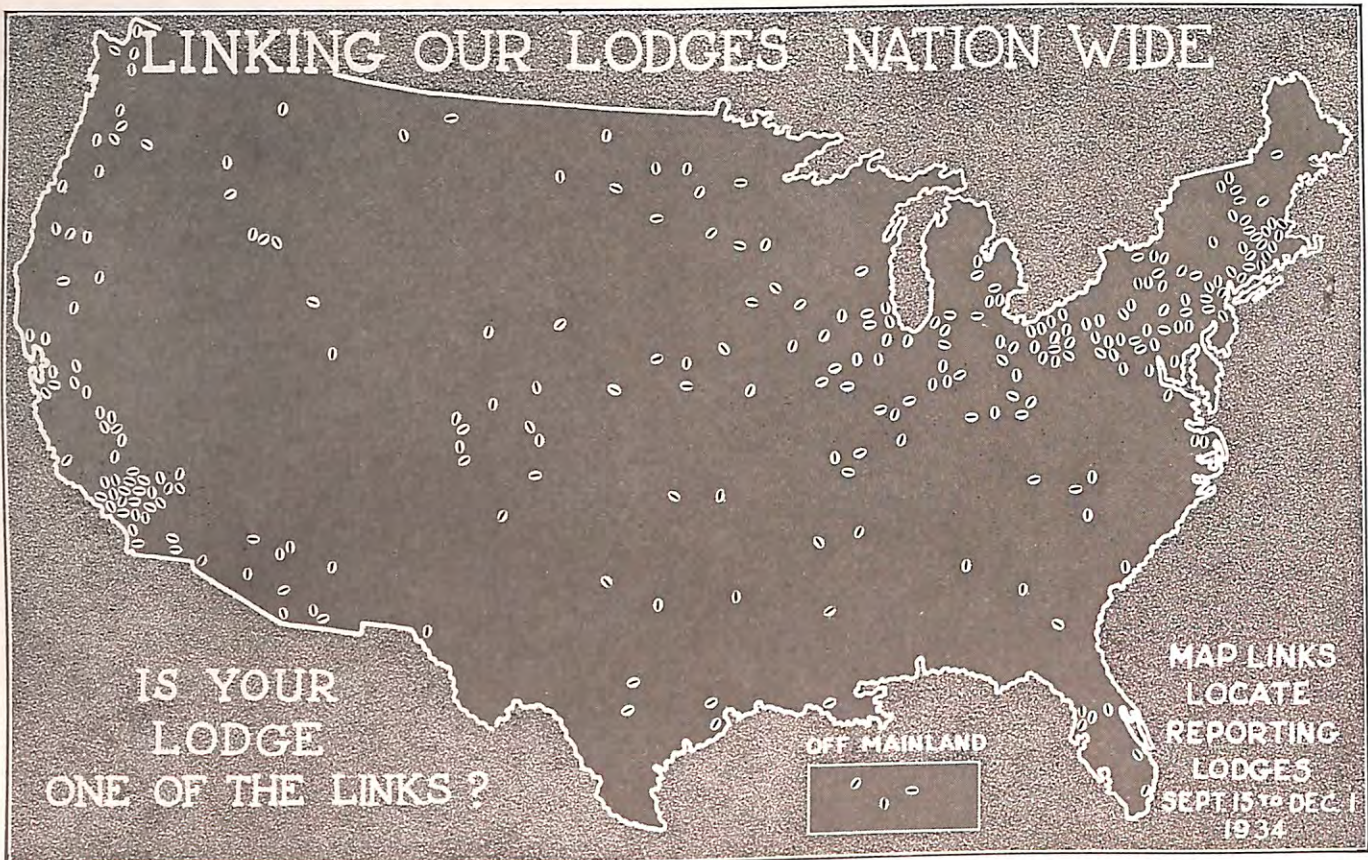 LINKING OUR LODGES NATION WIDE
IS YOUR
LODGE
ONE OF THE LINKS ?
OFF MAINLAND
MAP LINKS
LOCATE
REPORTING
LODGES
SEPT. 15 TO DEC. 1
1934